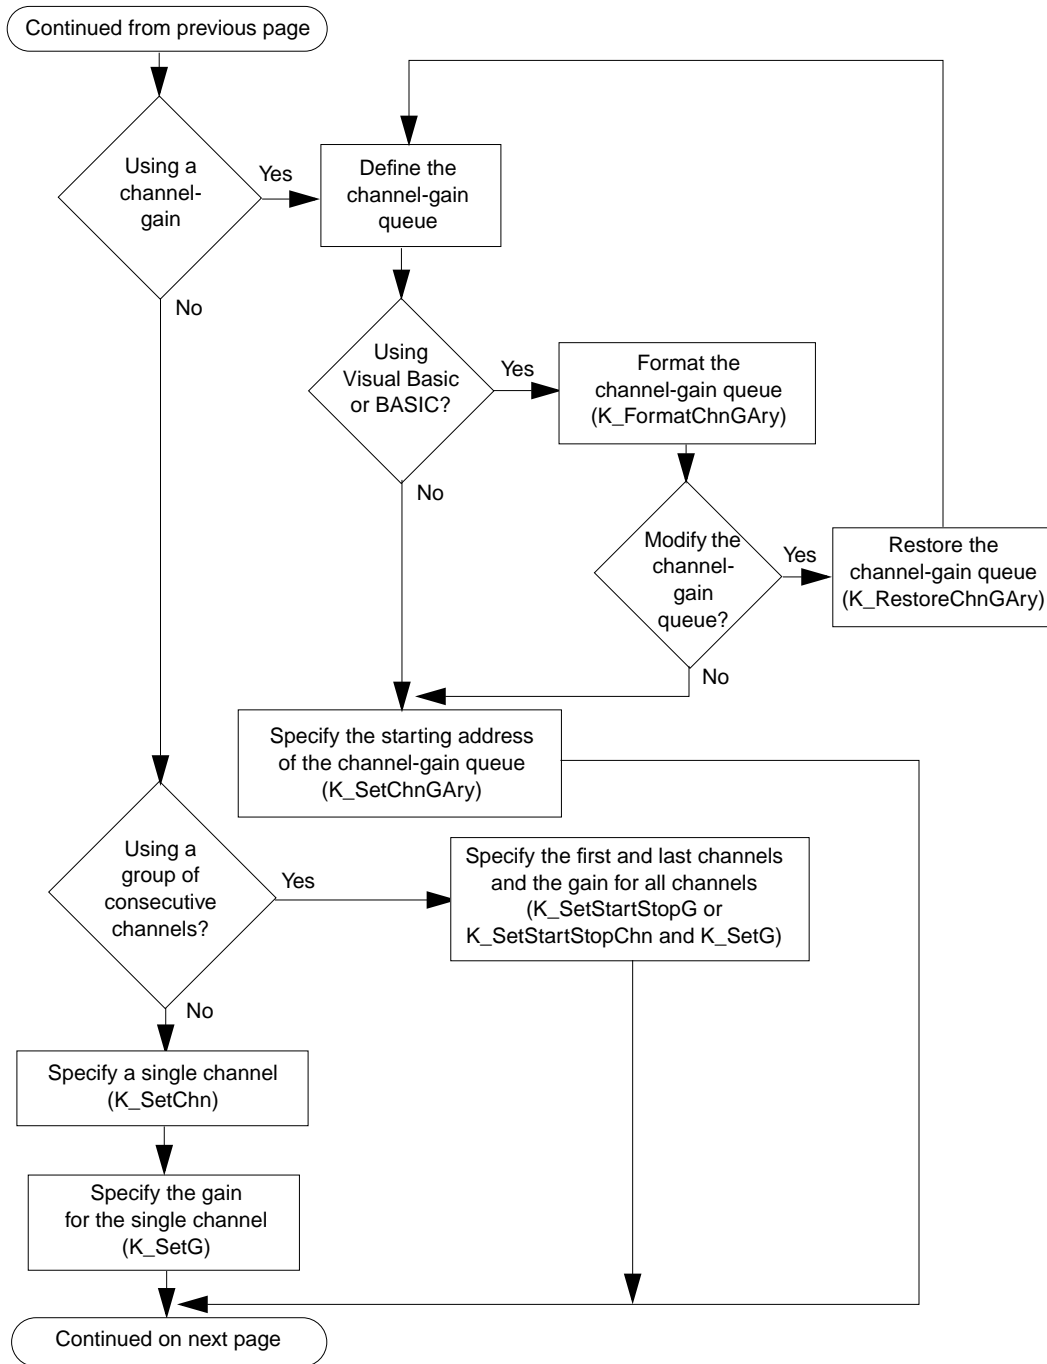 Continued from previous page
Using a
channel-
gain
Yes
No
Define the
channel-gain
queue
Using
Visual Basic
or BASIC?
Yes
No
Format the
channel-gain queue
(K_FormatChnGAry)
Modify the
channel-
gain
queue?
Yes
No
Restore the
channel-gain queue
(K_RestoreChnGAry)
Specify the starting address
of the channel-gain queue
(K_SetChnGAry)
Using a
group of
consecutive
channels?
Yes
No
Specify the first and last channels
and the gain for all channels
(K_SetStartStopG or
K_SetStartStopChn and K_SetG)
Specify a single channel
(K_SetChn)
Specify the gain
for the single channel
(K_SetG)
Continued on next page